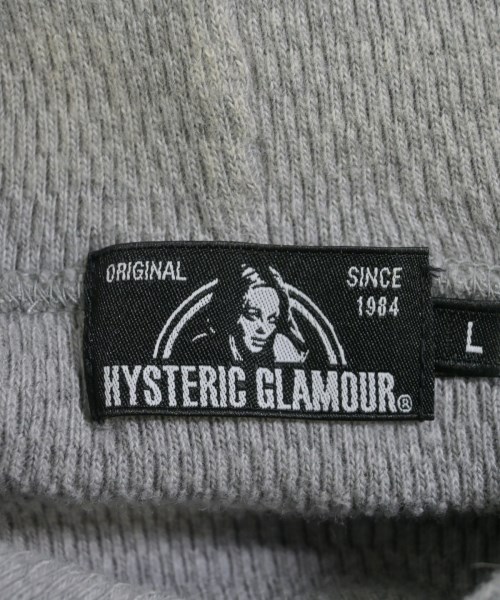 ORIGINAL
SINCE
1984
HYSTERIC GLAMOUR®
L